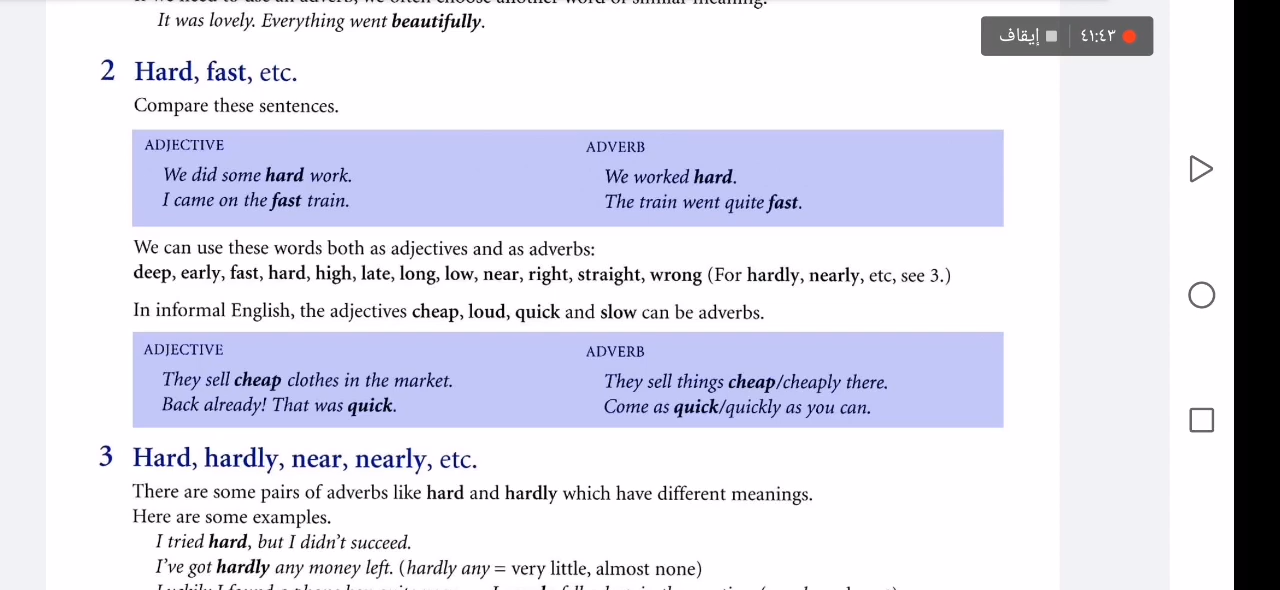 It was lovely. Everything went beautifully.
٤١:٤٣ إيقاف
2 Hard, fast, etc.
Compare these sentences.
ADJECTIVE
We did some hard work.
I came on the fast train.
ADVERB
We worked hard.
The train went quite fast.
We can use these words both as adjectives and as adverbs:
deep, early, fast, hard, high, late, long, low, near, right, straight, wrong (For hardly, nearly, etc, see 3.)
In informal English, the adjectives cheap, loud, quick and slow can be adverbs.
ADJECTIVE
They sell cheap clothes in the market.
Back already! That was quick.
ADVERB
They sell things cheap/cheaply there.
Come as quick/quickly as you can.
3 Hard, hardly, near, nearly, etc.
There are some pairs of adverbs like hard and hardly which have different meanings.
Here are some examples.
I tried hard, but I didn't succeed.
I've got hardly any money left. (hardly any = very little, almost none)